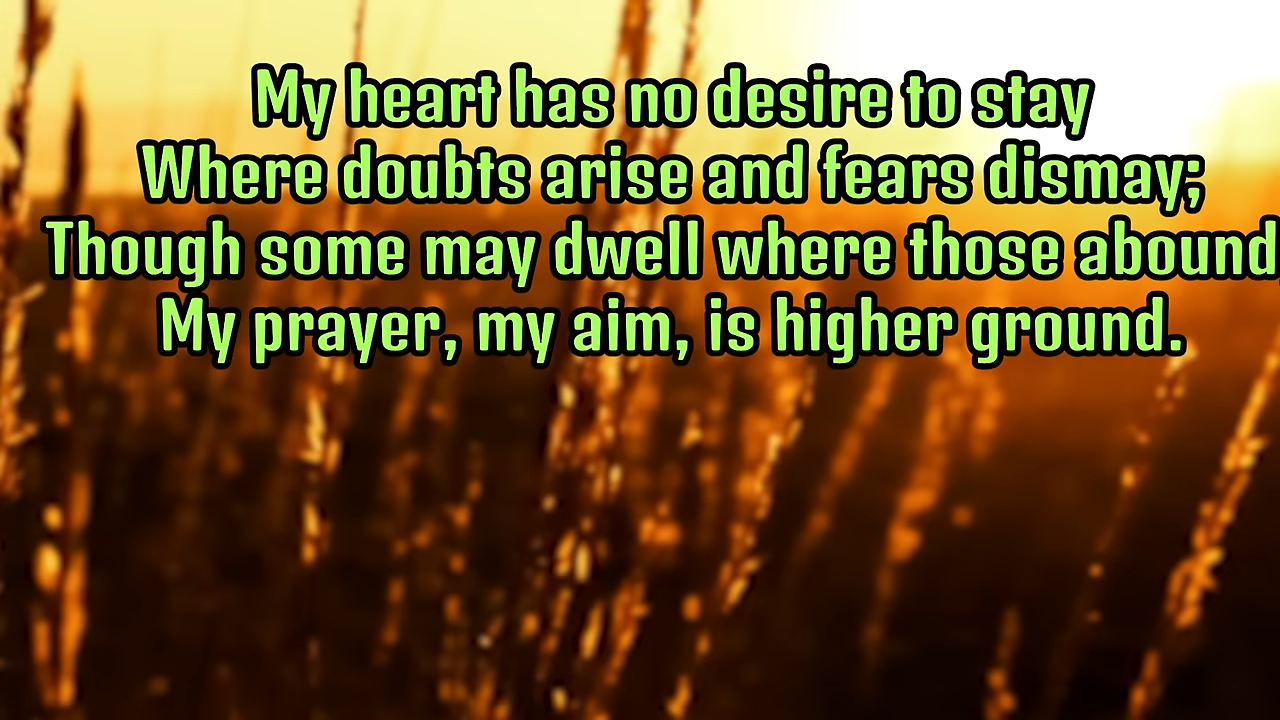 My heart has no desire to stay
Where doubts arise and fears dismay;
Though some may dwell where those abound,
My prayer, my aim, is higher ground.